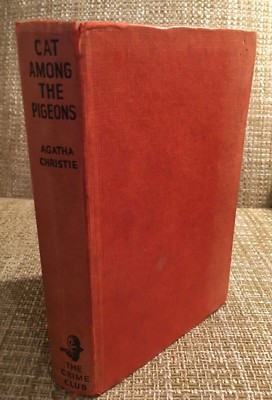 CAT
AMONG
THE
PIGEONS
AGATHA
CHRISTIE
THE
CRIME
CLUB